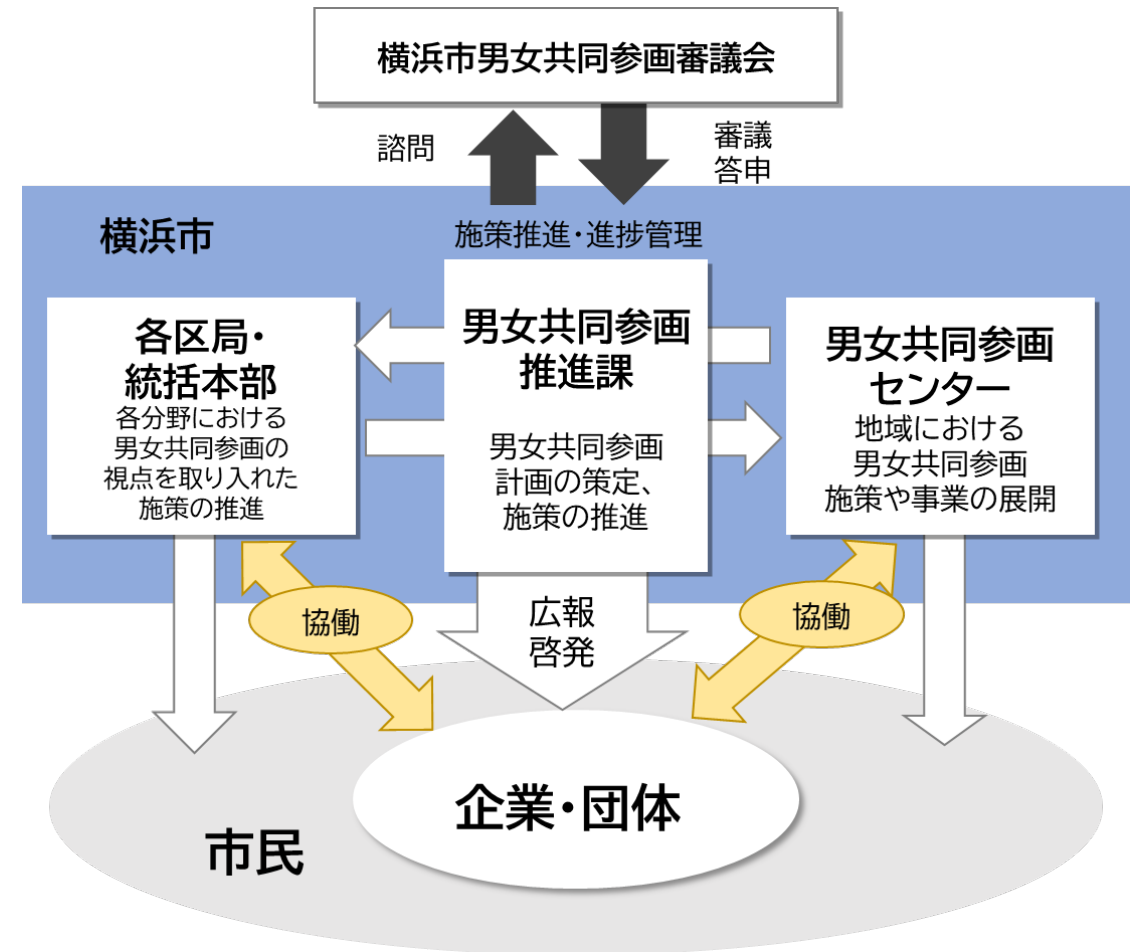 横浜市男女共同参画審議会
諮問
審議
答申
横浜市
施策推進・進捗管理
各区局・
統括本部
各分野における
男女共同参画の
視点を取り入れた
施策の推進
男女共同参画
推進課
男女共同参画
計画の策定、
施策の推進
男女共同参画
センター
地域における
男女共同参画
施策や事業の展開
協働
広報
啓発
協働
企業・団体
市民